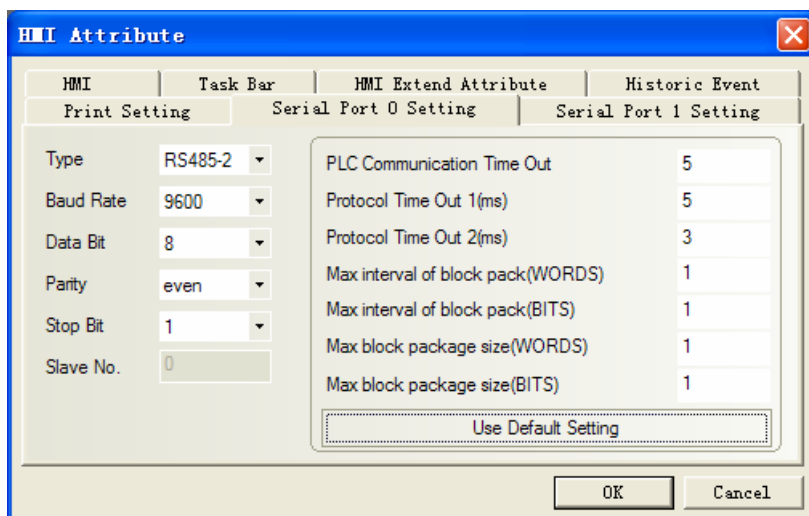 HMI Attribute
HMI Task Bar HMI Extend Attribute Historic Event
Print Setting Serial Port 0 Setting Serial Port 1 Setting
Type RS485-2
Baud Rate 9600
Data Bit 8
Parity even
Stop Bit 1
Slave No. 0
PLC Communication Time Out 5
Protocol Time Out 1(ms) 5
Protocol Time Out 2(ms) 3
Max interval of block pack(WORDS) 1
Max interval of block pack(BITS) 1
Max block package size(WORDS) 1
Max block package size(BITS) 1
Use Default Setting
OK Cancel